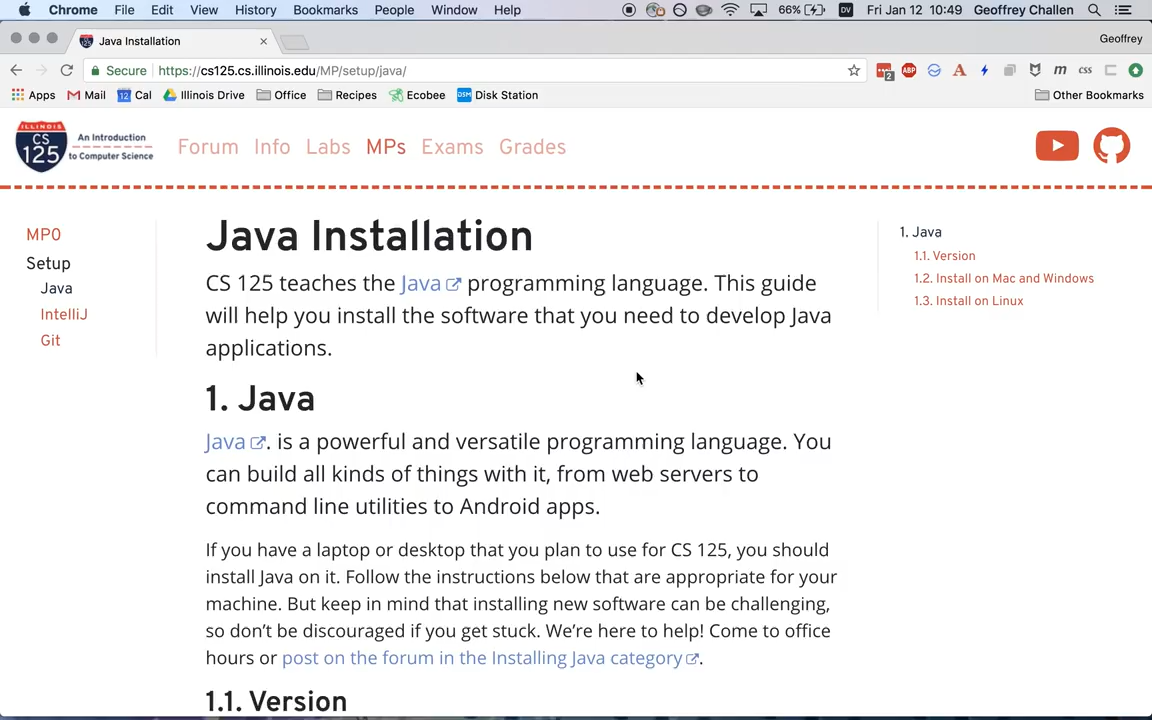 Chrome File Edit View History Bookmarks People Window Help 66% DV Fri Jan 12 10:49 Geoffrey Challen
Java Installation Geoffrey
Secure https://cs125.cs.illinois.edu/MP/setup/java/ 2 ABP A m css
Apps Mail 12 Cal Illinois Drive Office Recipes Ecobee DSM Disk Station Other Bookmarks
ILLINOIS CS 125 An Introduction to Computer Science Forum Info Labs MPs Exams Grades
MP0
Setup
Java
IntelliJ
Git
Java Installation
CS 125 teaches the Java programming language. This guide
will help you install the software that you need to develop Java
applications.
1. Java
Java . is a powerful and versatile programming language. You
can build all kinds of things with it, from web servers to
command line utilities to Android apps.
If you have a laptop or desktop that you plan to use for CS 125, you should
install Java on it. Follow the instructions below that are appropriate for your
machine. But keep in mind that installing new software can be challenging,
so don't be discouraged if you get stuck. We're here to help! Come to office
hours or post on the forum in the Installing Java category .
1.1. Version
1. Java
1.1. Version
1.2. Install on Mac and Windows
1.3. Install on Linux